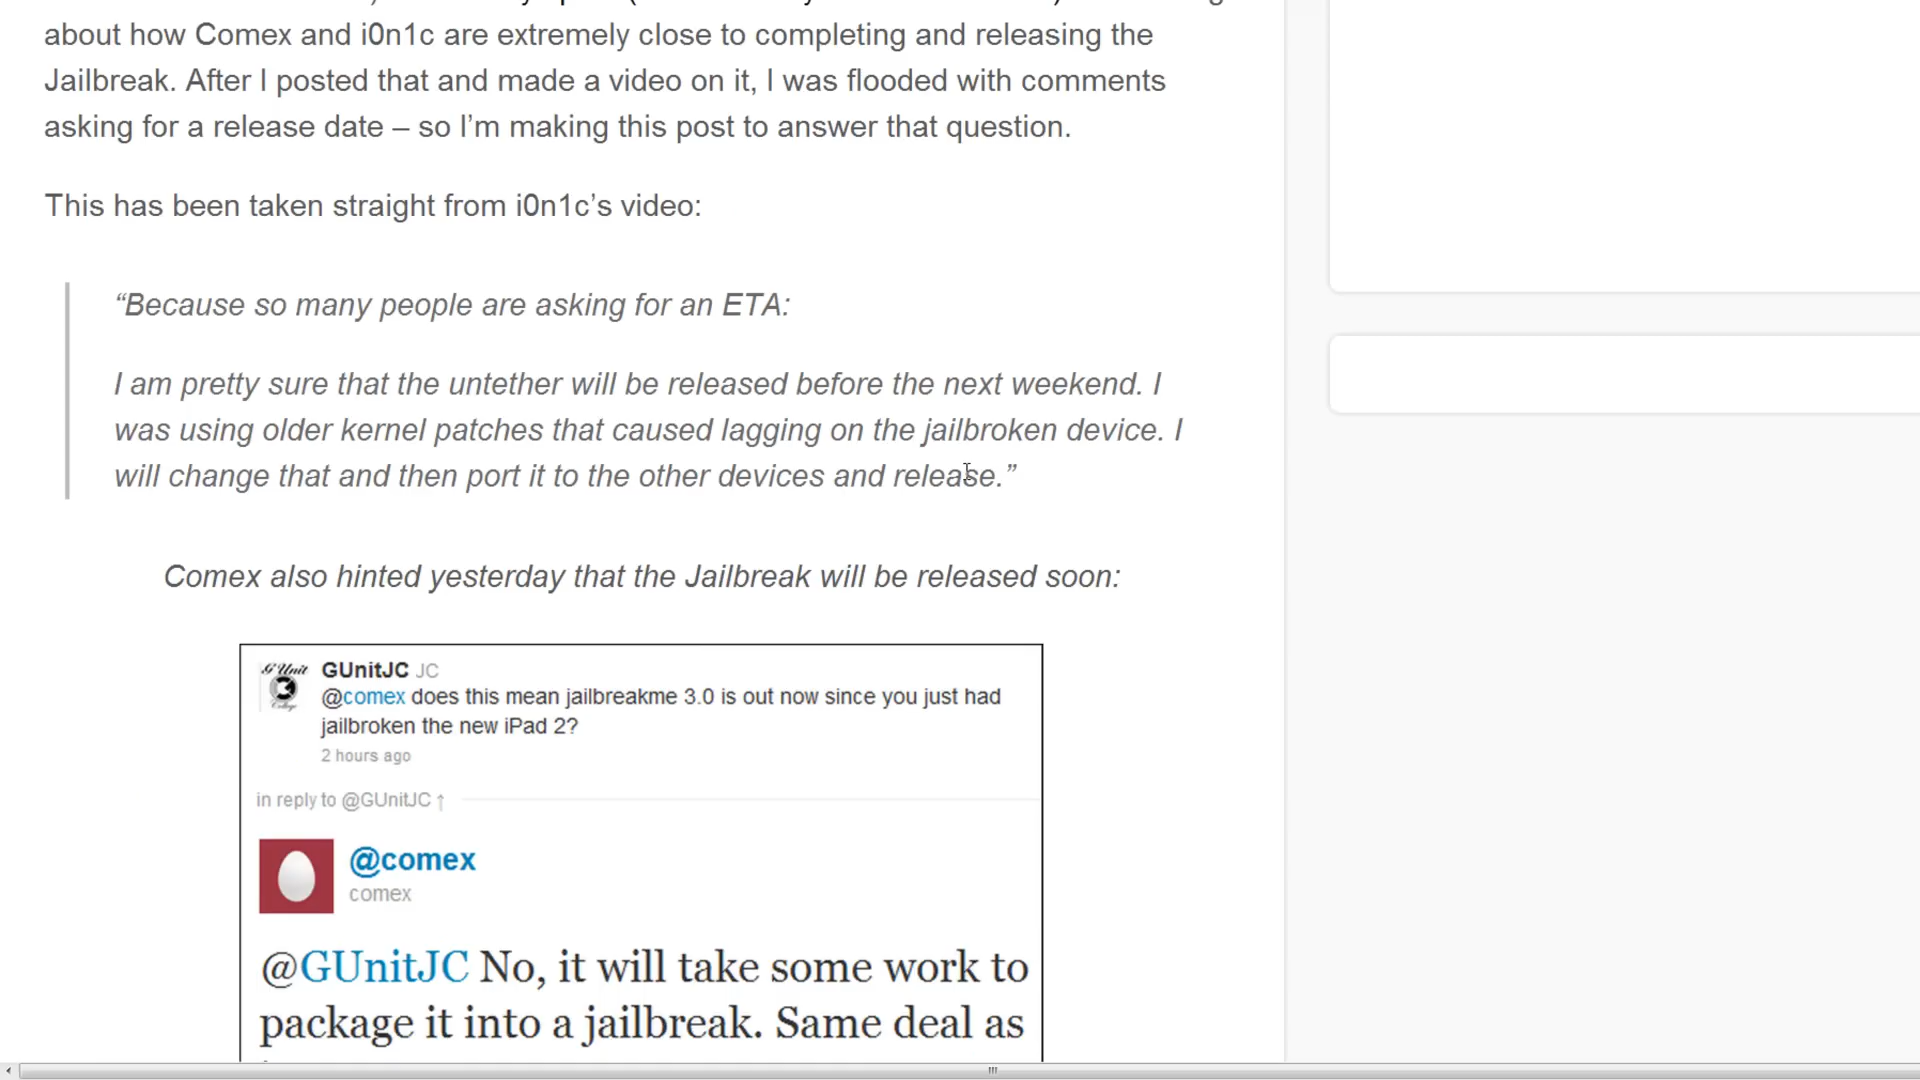 about how Comex and i0n1c are extremely close to completing and releasing the
Jailbreak. After I posted that and made a video on it, I was flooded with comments
asking for a release date – so I’m making this post to answer that question.
This has been taken straight from i0n1c’s video:
“Because so many people are asking for an ETA:
I am pretty sure that the untether will be released before the next weekend. I
was using older kernel patches that caused lagging on the jailbroken device. I
will change that and then port it to the other devices and release.”
Comex also hinted yesterday that the Jailbreak will be released soon:
G Unit
College
GUnitJC JC
@comex does this mean jailbreakme 3.0 is out now since you just had
jailbroken the new iPad 2?
2 hours ago
in reply to @GUnitJC ↑
@comex
comex
@GUnitJC No, it will take some work to
package it into a jailbreak. Same deal as